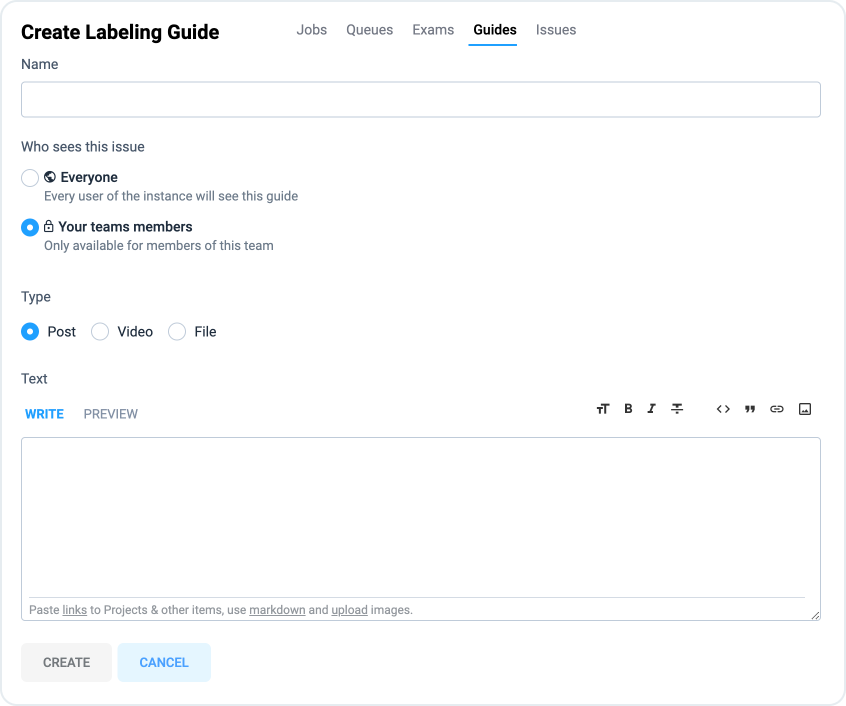 Create Labeling Guide
Jobs Queues Exams Guides Issues
Name
Who sees this issue
Everyone
Every user of the instance will see this guide
Your teams members
Only available for members of this team
Type
Post Video File
Text
WRITE PREVIEW
Paste links to Projects & other items, use markdown and upload images.
CREATE CANCEL